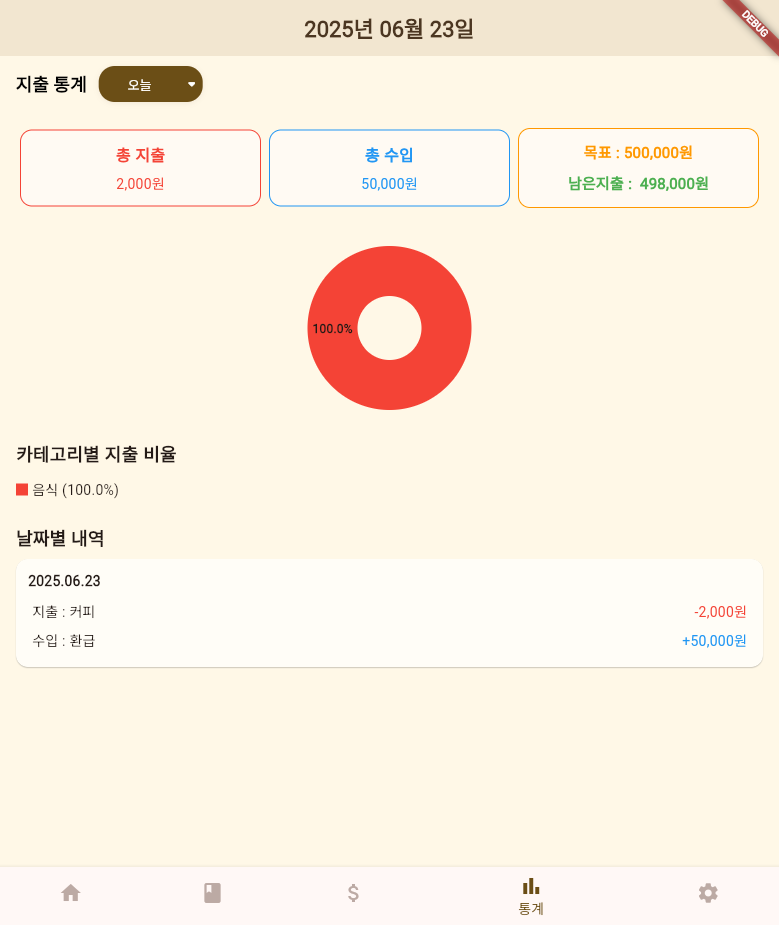 2025년 06월 23일
DEBUG
지출 통계
오늘
총 지출
2,000원
총 수입
50,000원
목표 : 500,000원
남은지출 : 498,000원
100.0%
카테고리별 지출 비율
음식 (100.0%)
날짜별 내역
2025.06.23
지출 : 커피 -2,000원
수입 : 환급 +50,000원
통계